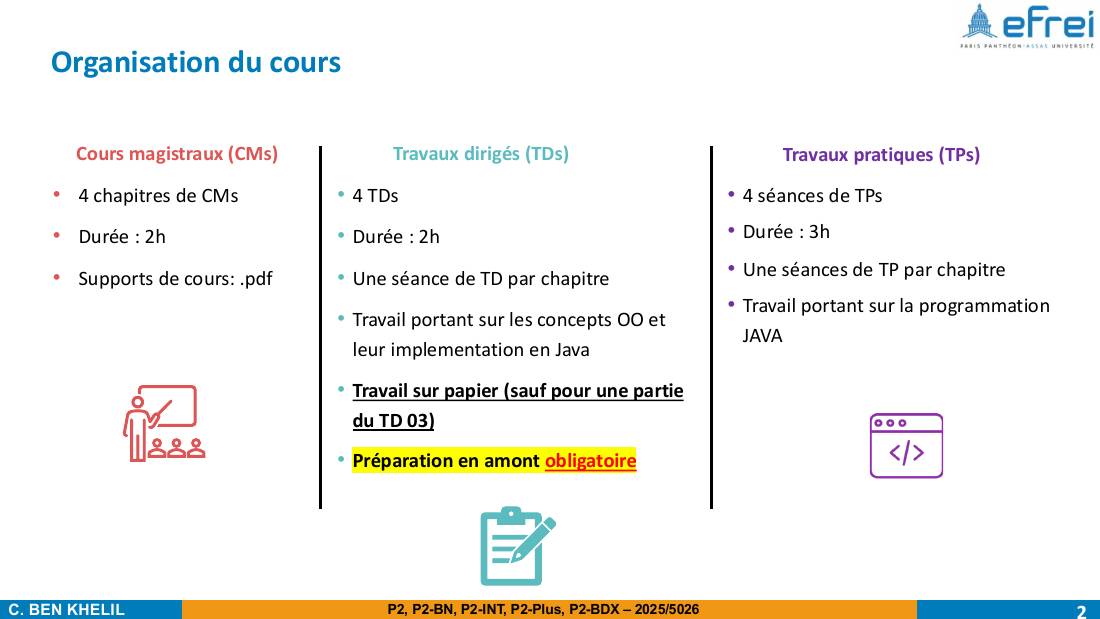 efrei
PARIS PANTHÉON-ASSAS UNIVERSITÉ
Organisation du cours
Cours magistraux (CMs)
• 4 chapitres de CMs
• Durée : 2h
• Supports de cours: .pdf
Travaux dirigés (TDs)
• 4 TDs
• Durée : 2h
• Une séance de TD par chapitre
• Travail portant sur les concepts OO et
leur implementation en Java
• Travail sur papier (sauf pour une partie
du TD 03)
• Préparation en amont obligatoire
Travaux pratiques (TPs)
• 4 séances de TPs
• Durée : 3h
• Une séances de TP par chapitre
• Travail portant sur la programmation
JAVA
</>
C. BEN KHELIL
P2, P2-BN, P2-INT, P2-Plus, P2-BDX – 2025/5026
2